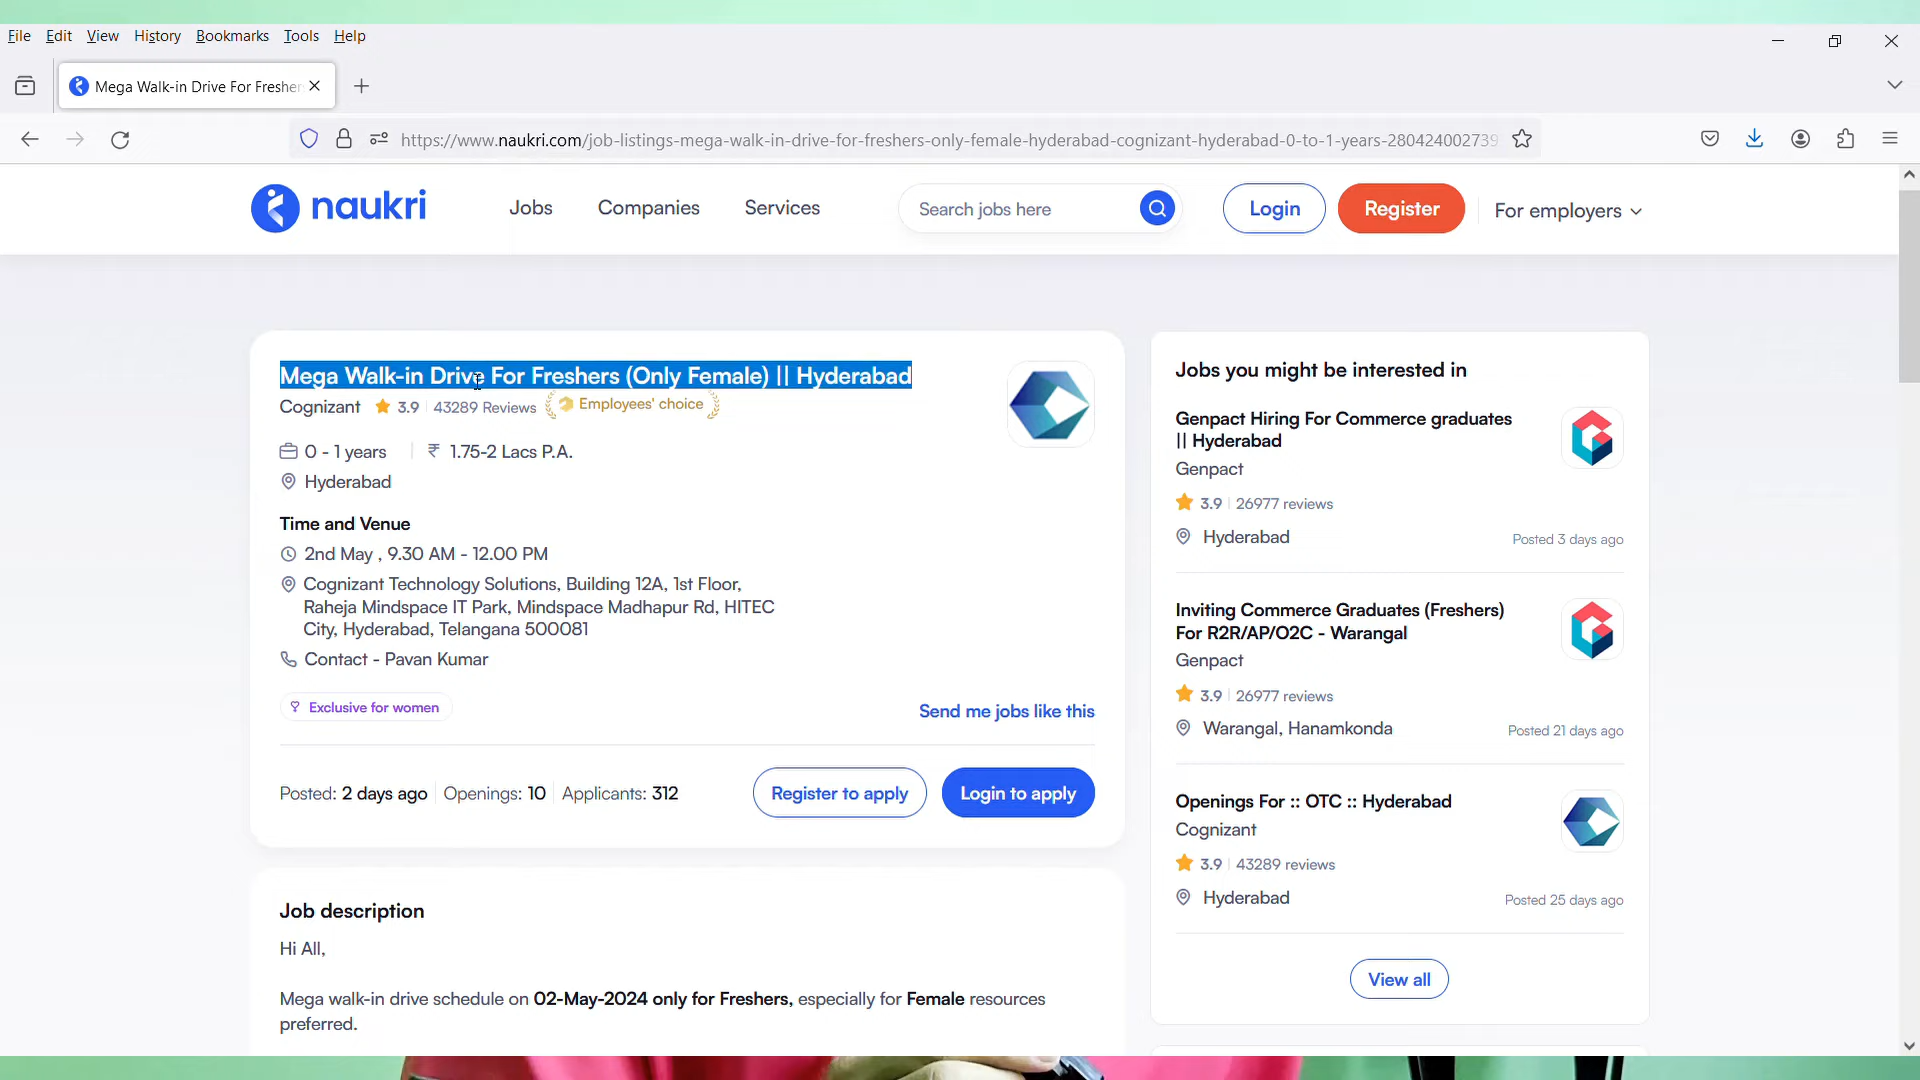 File Edit View History Bookmarks Tools Help
Mega Walk-in Drive For Fresher
https://www.naukri.com/job-listings-mega-walk-in-drive-for-freshers-only-female-hyderabad-cognizant-hyderabad-0-to-1-years-280424002739
naukri
Jobs Companies Services
Search jobs here
Login
Register
For employers
Mega Walk-in Drive For Freshers (Only Female) || Hyderabad
Cognizant 3.9 43289 Reviews Employees' choice
0 - 1 years ₹ 1.75-2 Lacs P.A.
Hyderabad
Time and Venue
2nd May , 9.30 AM - 12.00 PM
Cognizant Technology Solutions, Building 12A, 1st Floor,
Raheja Mindspace IT Park, Mindspace Madhapur Rd, HITEC
City, Hyderabad, Telangana 500081
Contact - Pavan Kumar
Exclusive for women
Send me jobs like this
Posted: 2 days ago Openings: 10 Applicants: 312
Register to apply
Login to apply
Job description
Hi All,
Mega walk-in drive schedule on 02-May-2024 only for Freshers, especially for Female resources
preferred.
Jobs you might be interested in
Genpact Hiring For Commerce graduates
|| Hyderabad
Genpact
3.9 26977 reviews
Hyderabad
Posted 3 days ago
Inviting Commerce Graduates (Freshers)
For R2R/AP/O2C - Warangal
Genpact
3.9 26977 reviews
Warangal, Hanamkonda
Posted 21 days ago
Openings For :: OTC :: Hyderabad
Cognizant
3.9 43289 reviews
Hyderabad
Posted 25 days ago
View all